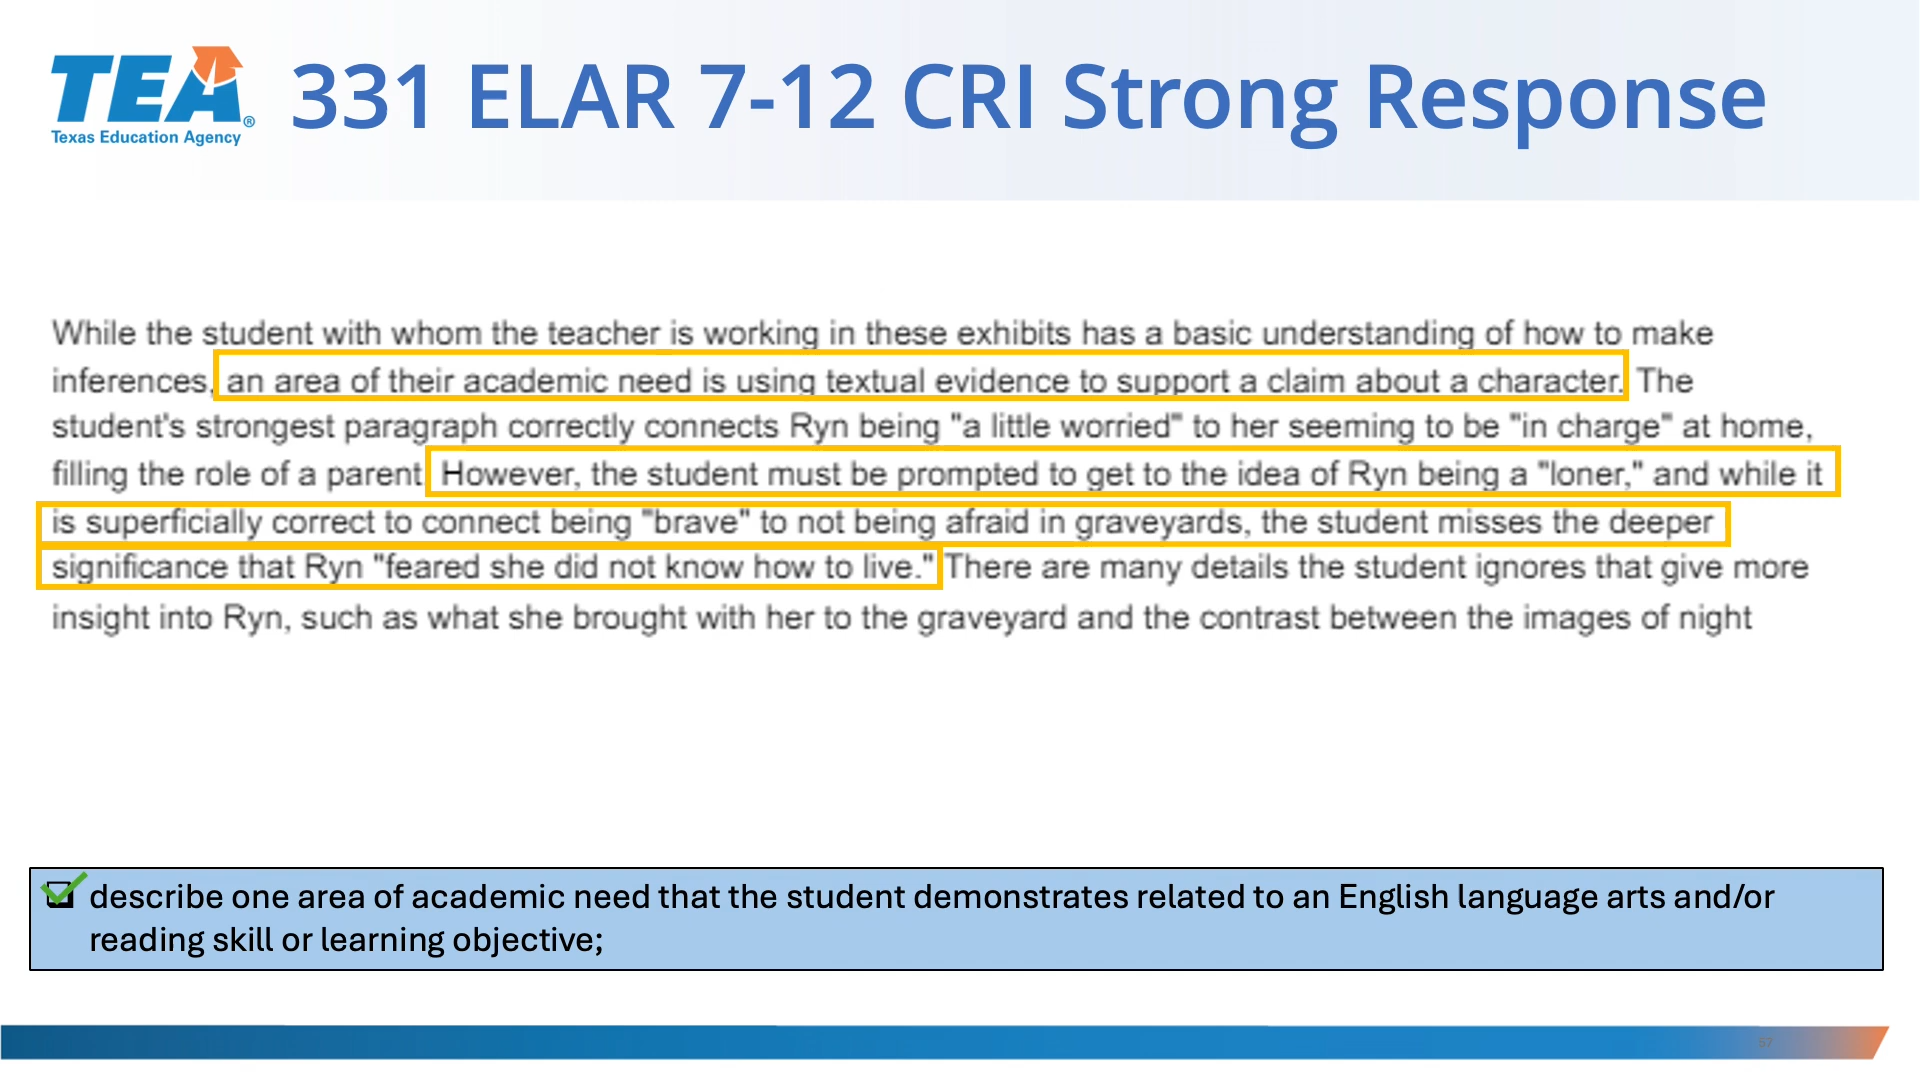 TEA®
Texas Education Agency
331 ELAR 7-12 CRI Strong Response
While the student with whom the teacher is working in these exhibits has a basic understanding of how to make
inferences, an area of their academic need is using textual evidence to support a claim about a character. The
student's strongest paragraph correctly connects Ryn being "a little worried" to her seeming to be "in charge" at home,
filling the role of a parent. However, the student must be prompted to get to the idea of Ryn being a "loner," and while it
is superficially correct to connect being "brave" to not being afraid in graveyards, the student misses the deeper
significance that Ryn "feared she did not know how to live." There are many details the student ignores that give more
insight into Ryn, such as what she brought with her to the graveyard and the contrast between the images of night
describe one area of academic need that the student demonstrates related to an English language arts and/or
reading skill or learning objective;
57